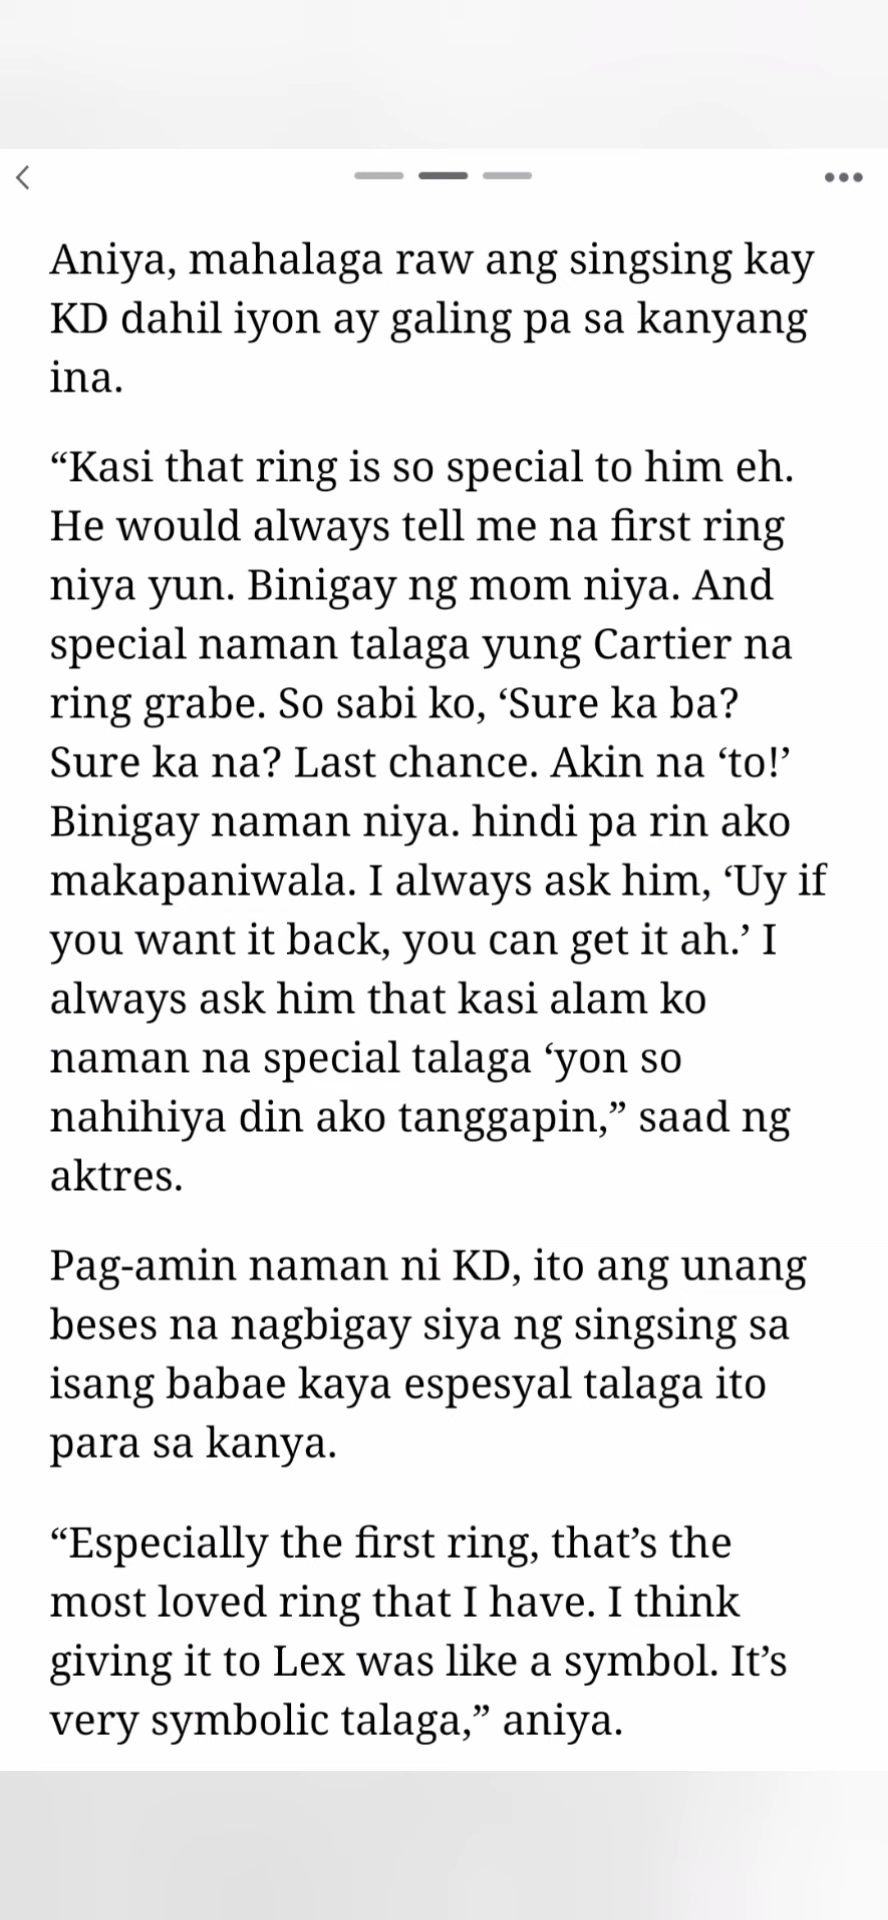 Aniya, mahalaga raw ang singsing kay
KD dahil iyon ay galing pa sa kanyang
ina.
“Kasi that ring is so special to him eh.
He would always tell me na first ring
niya yun. Binigay ng mom niya. And
special naman talaga yung Cartier na
ring grabe. So sabi ko, ‘Sure ka ba?
Sure ka na? Last chance. Akin na ‘to!’
Binigay naman niya. hindi pa rin ako
makapaniwala. I always ask him, ‘Uy if
you want it back, you can get it ah.’ I
always ask him that kasi alam ko
naman na special talaga ‘yon so
nahihiya din ako tanggapin,” saad ng
aktres.
Pag-amin naman ni KD, ito ang unang
beses na nagbigay siya ng singsing sa
isang babae kaya espesyal talaga ito
para sa kanya.
“Especially the first ring, that’s the
most loved ring that I have. I think
giving it to Lex was like a symbol. It’s
very symbolic talaga,” aniya.